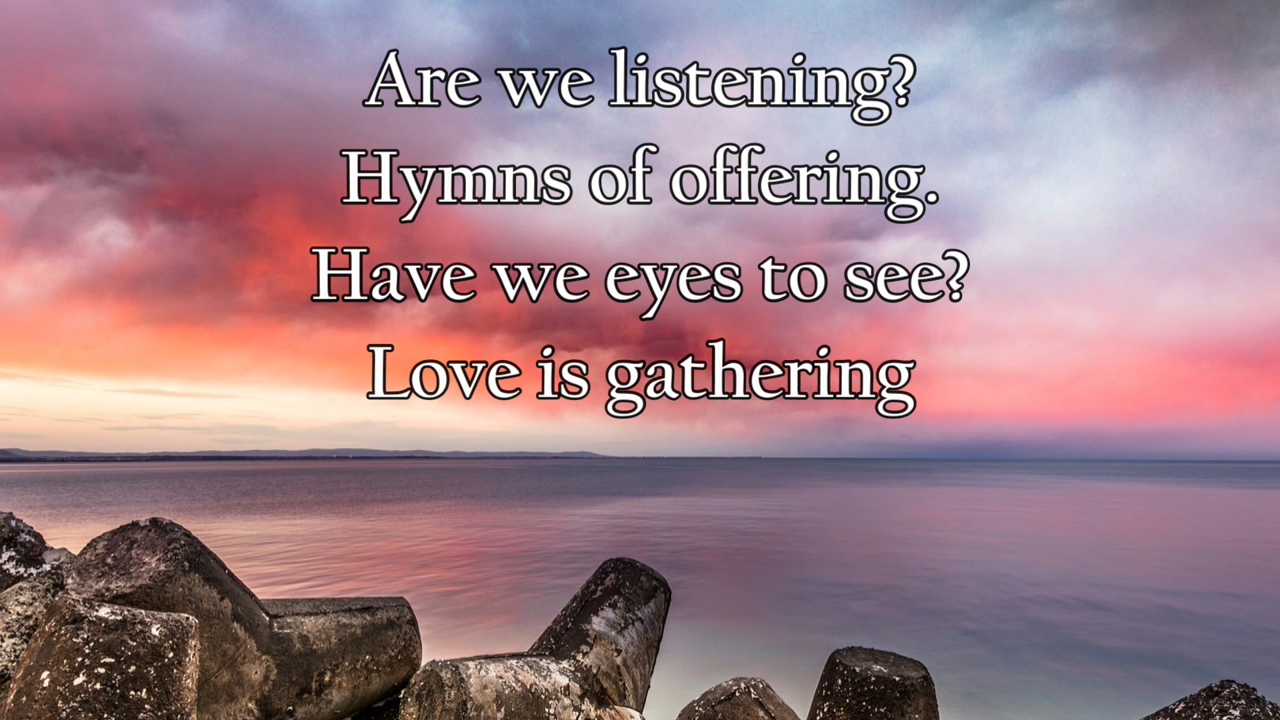 Are we listening?
Hymns of offering.
Have we eyes to see?
Love is gathering